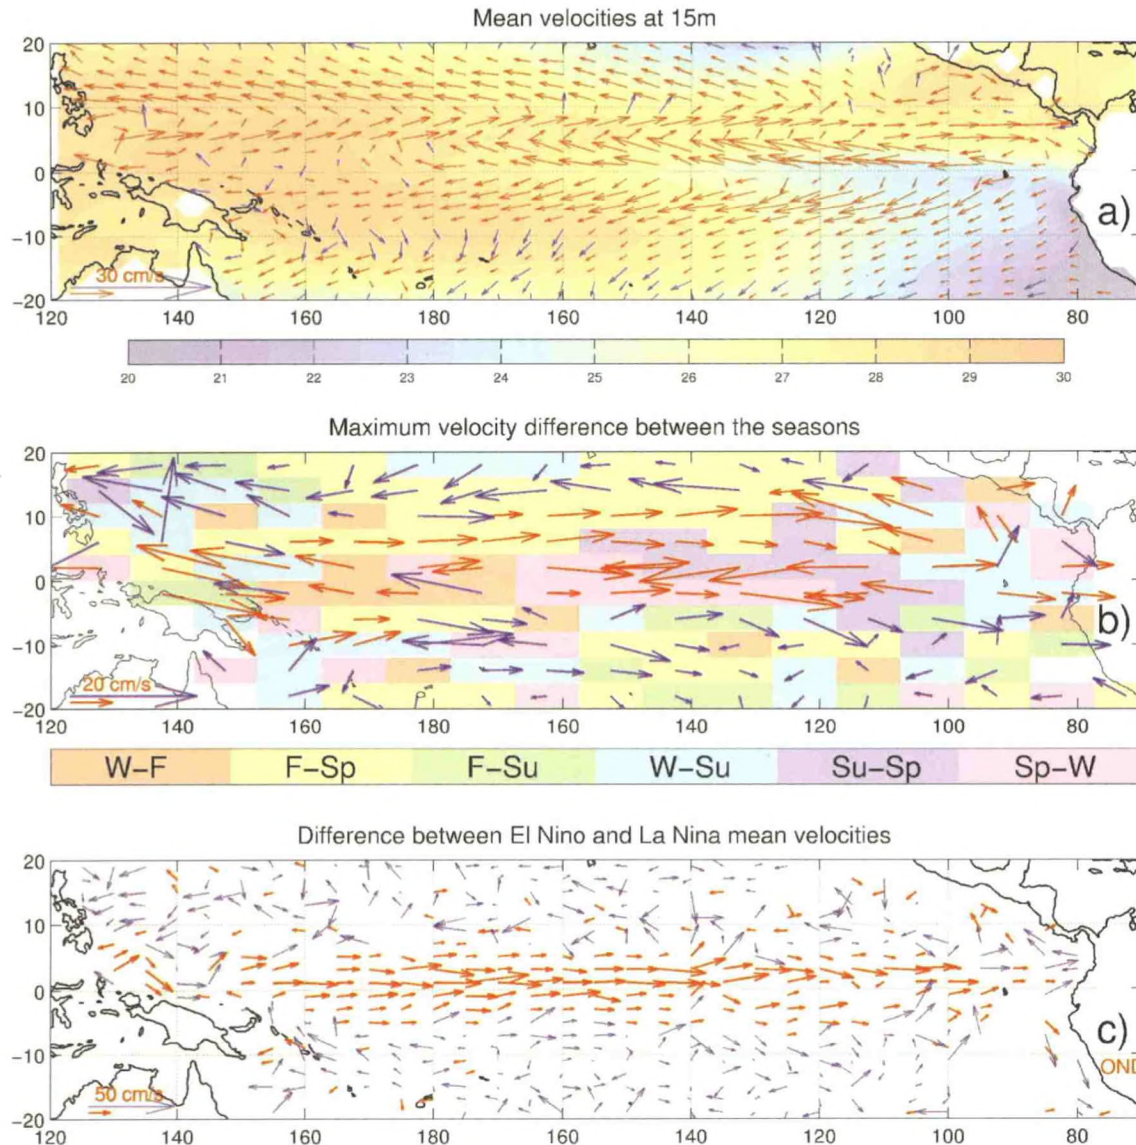 Mean velocities at 15m
20
10
0
−10
−20
30 cm/s
a)
120 140 160 180 160 140 120 100 80
20 21 22 23 24 25 26 27 28 29 30
Maximum velocity difference between the seasons
20
10
0
−10
−20
20 cm/s
b)
120 140 160 180 160 140 120 100 80
W−F F−Sp F−Su W−Su Su−Sp Sp−W
Difference between El Nino and La Nina mean velocities
20
10
0
−10
−20
50 cm/s
c)
OND
120 140 160 180 160 140 120 100 80